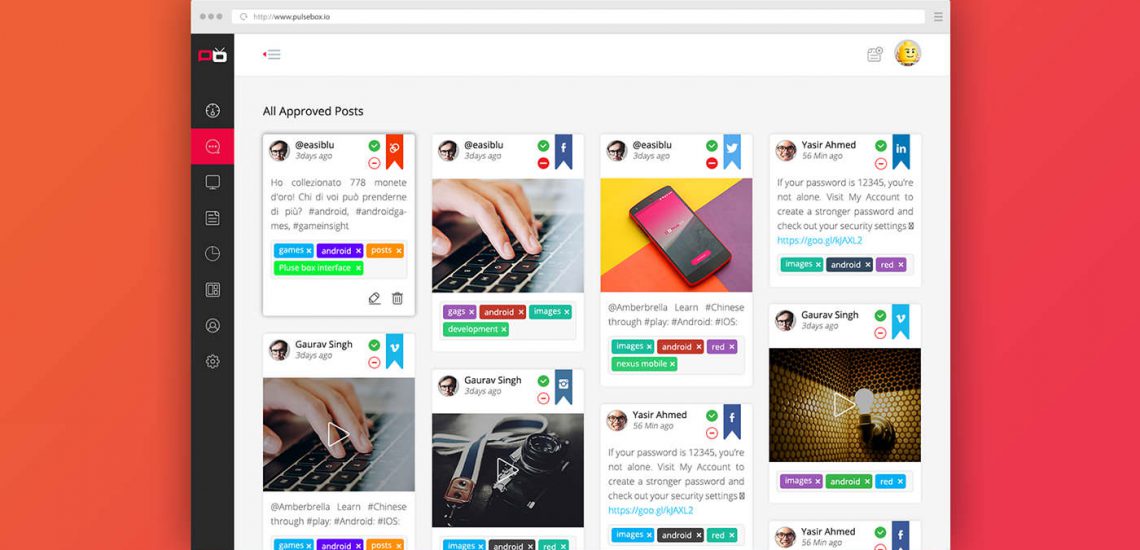 http://www.pulsebox.io
All Approved Posts
@easiblu
3days ago
Ho collezionato 778 monete
d'oro! Chi di voi può prenderne
di più? #android, #androidga-
mes, #gameinsight
games ×
android ×
posts ×
Pluse box interface ×
Gaurav Singh
3days ago
@Amberbrella Learn #Chinese
through #play: #Android: #IOS:
games ×
android ×
posts ×
@easiblu
3days ago
gags ×
android ×
images ×
development ×
Gaurav Singh
3days ago
images ×
android ×
red ×
@easiblu
3days ago
@Amberbrella Learn #Chinese
through #play: #Android: #IOS:
images ×
android ×
red ×
nexus mobile ×
Yasir Ahmed
56 Min ago
If your password is 12345, you're
not alone. Visit My Account to
create a stronger password and
check out your security settings
https://goo.gl/kJAXL2
images ×
android ×
red ×
Yasir Ahmed
56 Min ago
If your password is 12345, you're
not alone. Visit My Account to
create a stronger password and
check out your security settings
https://goo.gl/kJAXL2
images ×
android ×
red ×
Gaurav Singh
3days ago
images ×
android ×
red ×
Yasir Ahmed
56 Min ago